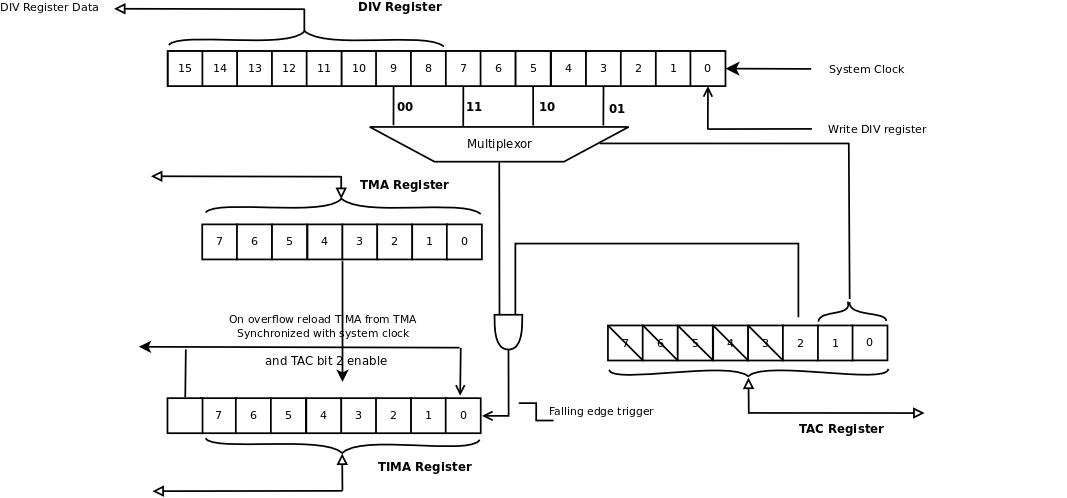 DIV Register Data
DIV Register
15 14 13 12 11 10 9 8 7 6 5 4 3 2 1 0
System Clock
00 11 10 01
Write DIV register
Multiplexor
TMA Register
7 6 5 4 3 2 1 0
On overflow reload TIMA from TMA
Synchronized with system clock
7 6 5 4 3 2 1 0
and TAC bit 2 enable
7 6 5 4 3 2 1 0
Falling edge trigger
TAC Register
TIMA Register